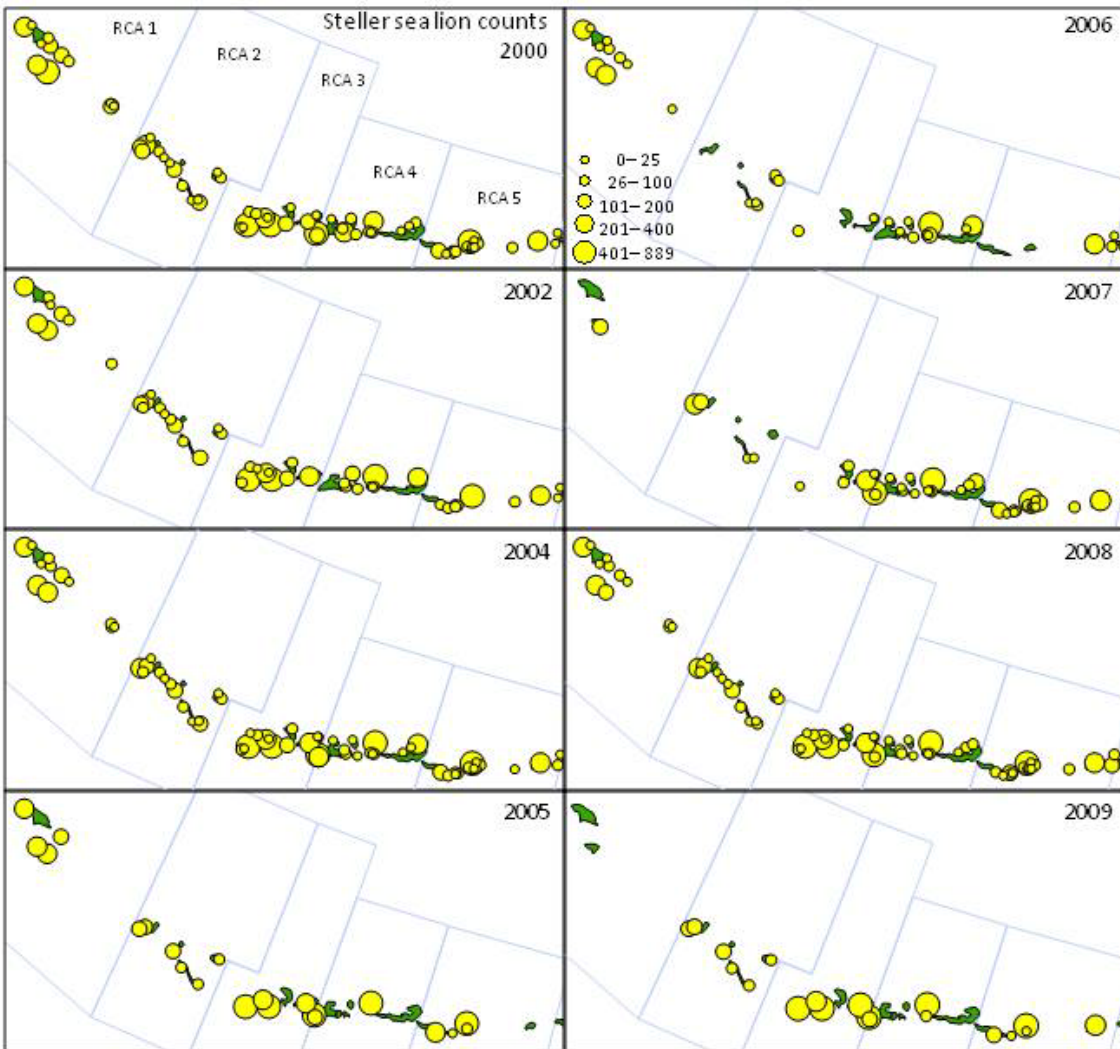 Steller sea lion counts
2000
RCA 1
RCA 2
RCA 3
RCA 4
RCA 5
2006
0–25
26–100
101–200
201–400
401–889
2002
2007
2004
2008
2005
2009